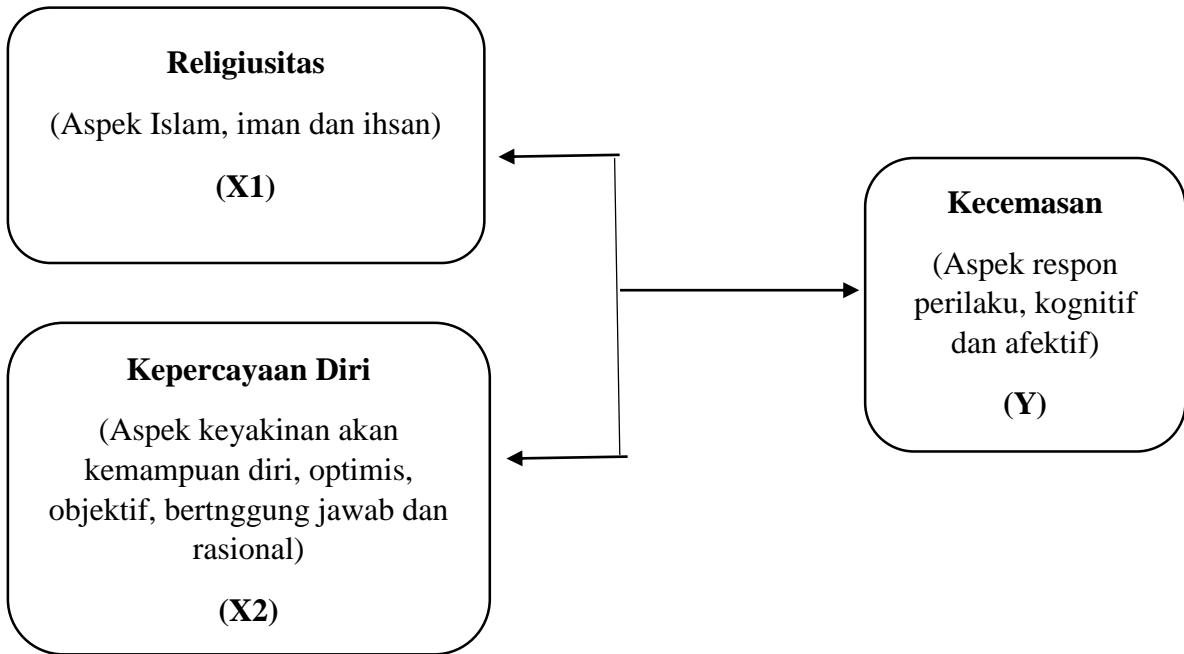 Religiusitas
(Aspek Islam, iman dan ihsan)
(X1)
Kecemasan
(Aspek respon
perilaku, kognitif
dan afektif)
(Y)
Kepercayaan Diri
(Aspek keyakinan akan
kemampuan diri, optimis,
objektif, bertnggung jawab dan
rasional)
(X2)